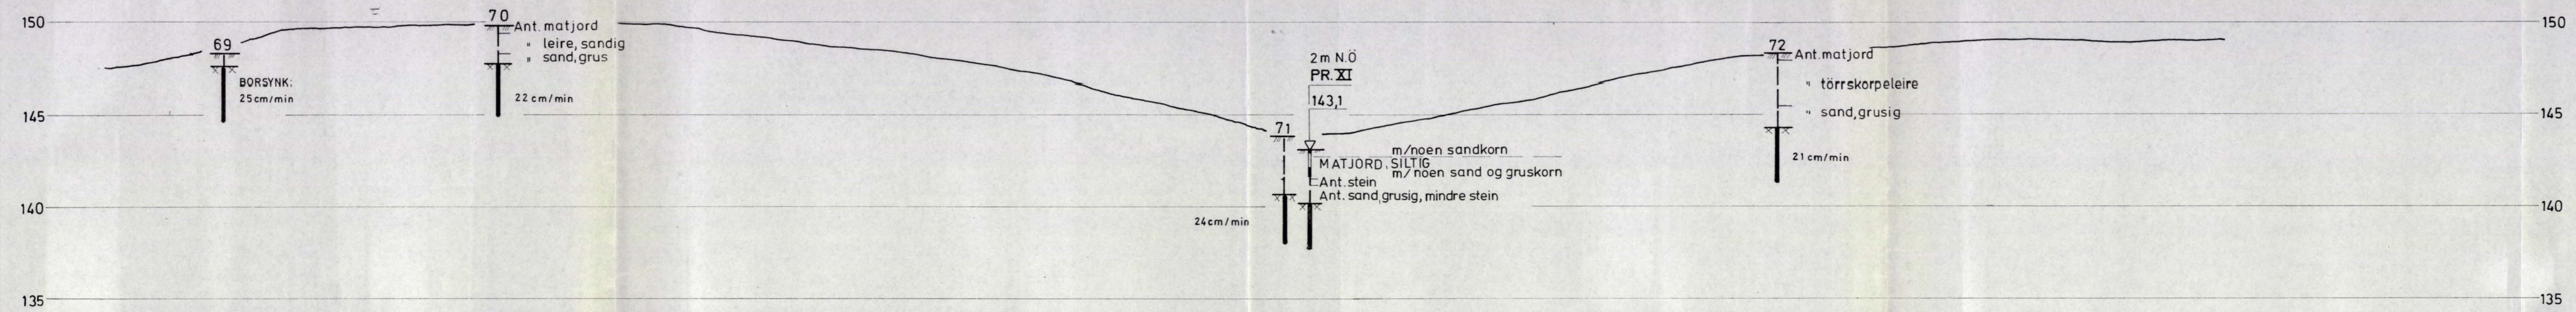 150
150
69
BORSYNK:
25cm/min
70
Ant. matjord
" leire, sandig
" sand, grus
22 cm/min
2m N.Ö
PR. XI
143,1
71
m/noen sandkorn
MATJORD, SILTIG
m/noen sand og gruskorn
Ant. stein
Ant. sand, grusig, mindre stein
24cm/min
72
Ant. matjord
" törrskorpeleire
" sand, grusig
21 cm/min
145
145
140
140
135
135